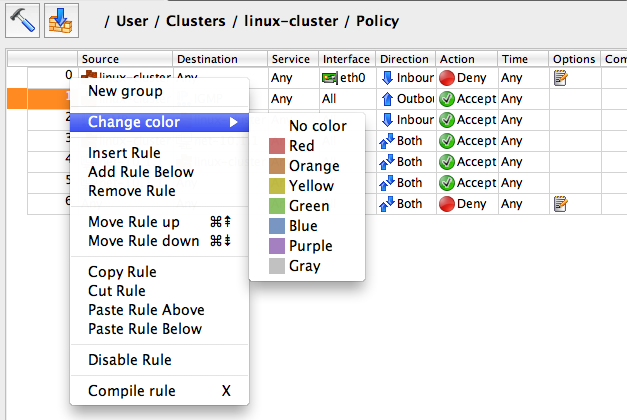 / User / Clusters / linux-cluster / Policy
Source Destination Service Interface Direction Action Time Options Com
0 linux-cluster Any Any eth0 Inbour Deny Any
New group
1 Any All Outbo Accept Any
2 Inbour Accept Any
Change color
No color
3 Both Accept Any
Red
Insert Rule
4 Both Accept Any
Orange
Add Rule Below
5 Both Accept Any
Yellow
Remove Rule
6 Both Deny Any
Green
Move Rule up ⌘⇞
Blue
Move Rule down ⌘⇟
Purple
Copy Rule
Gray
Cut Rule
Paste Rule Above
Paste Rule Below
Disable Rule
Compile rule X